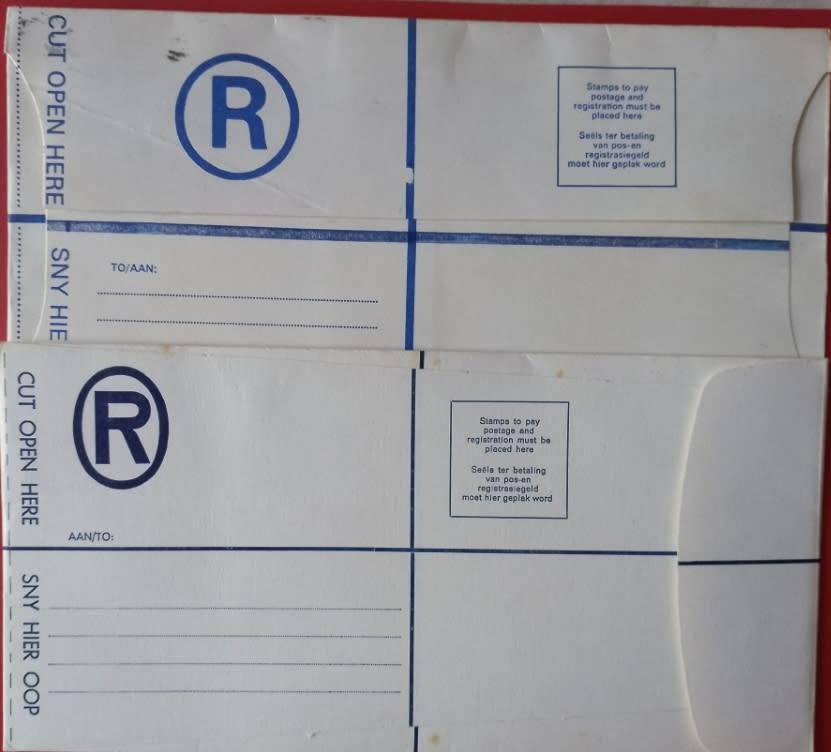 CUT OPEN HERE
R
Stamps to pay
postage and
registration must be
placed here
Seëls ter betaling
van pos-en
registrasiegeld
moet hier geplak word
SNY HIE
TO/AAN:
CUT OPEN HERE
R
Stamps to pay
postage and
registration must be
placed here
Seëls ter betaling
van pos-en
registrasiegeld
moet hier geplak word
AAN/TO:
SNY HIER OOP